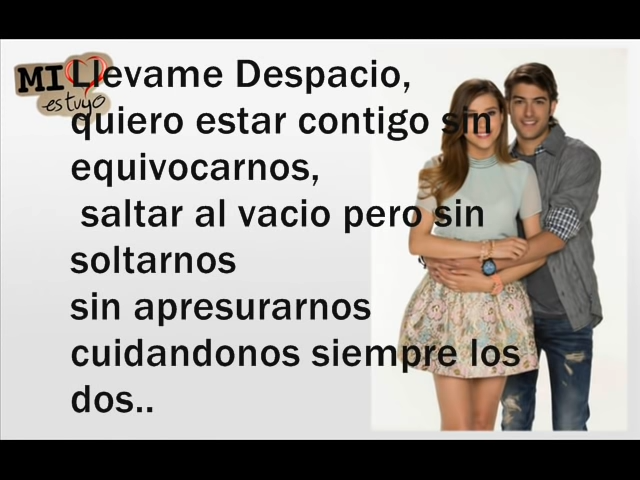 MI
es tuyo
Llevame Despacio,
quiero estar contigo sin
equivocarnos,
saltar al vacio pero sin
soltarnos
sin apresurarnos
cuidandonos siempre los
dos..